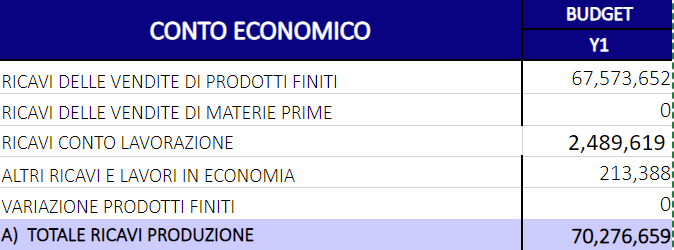 CONTO ECONOMICO
BUDGET
Y1
RICAVI DELLE VENDITE DI PRODOTTI FINITI 67,573,652
RICAVI DELLE VENDITE DI MATERIE PRIME 0
RICAVI CONTO LAVORAZIONE 2,489,619
ALTRI RICAVI E LAVORI IN ECONOMIA 213,388
VARIAZIONE PRODOTTI FINITI 0
A) TOTALE RICAVI PRODUZIONE 70,276,659